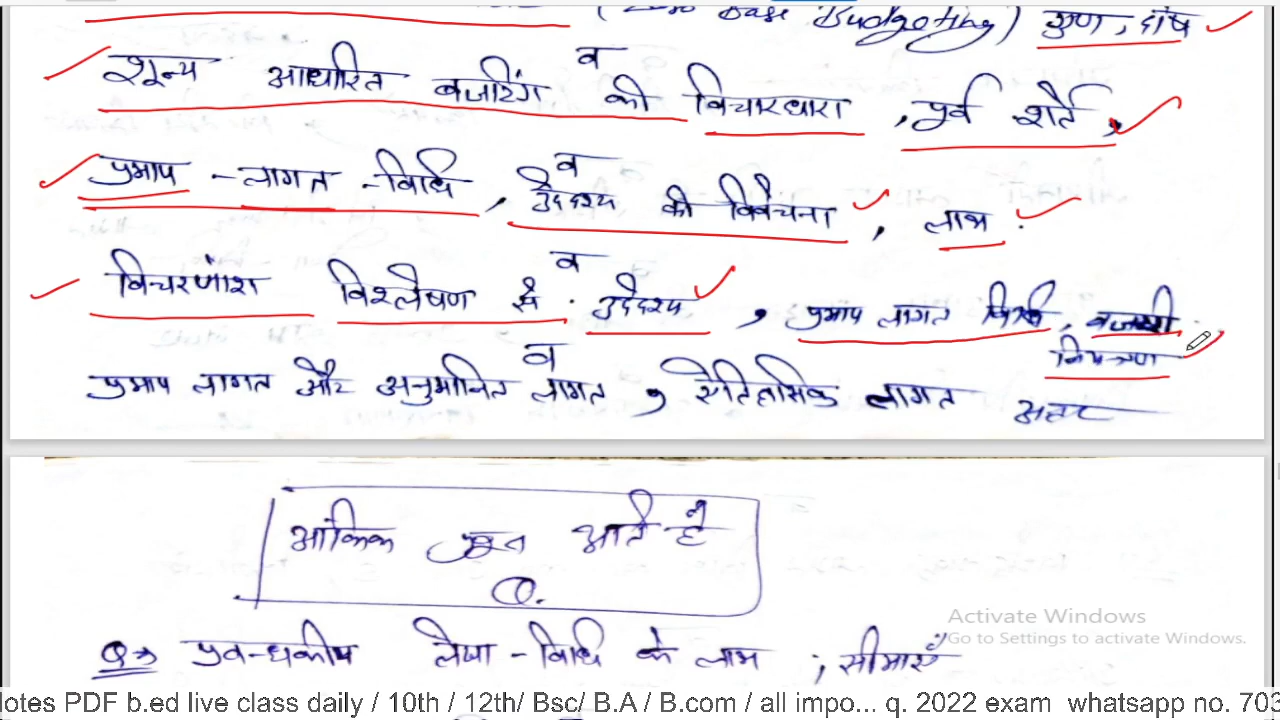 (Zero Base Budgeting) गुण, दोष
शून्य आधारित बजटिंग व की विचारधारा , पूर्व शर्ते ,
प्रमाप - लागत - विधि , व उद्देश्य की विवेचना , लाभ .
विचरणांश विश्लेषण से व उद्देश्य , प्रमाप लागत विधि , बजटरी
नियंत्रण
प्रमाप लागत और अनुमानित व लागत , ऐतिहासिक लागत अन्तर
आंकिक प्रश्न आते हैं
Q.
Q→ प्रबन्धकीय लेखा - विधि के लाभ , सीमाएँ
Activate Windows
Go to Settings to activate Windows.
lotes PDF b.ed live class daily / 10th / 12th/ Bsc/ B.A / B.com / all impo... q. 2022 exam whatsapp no. 703